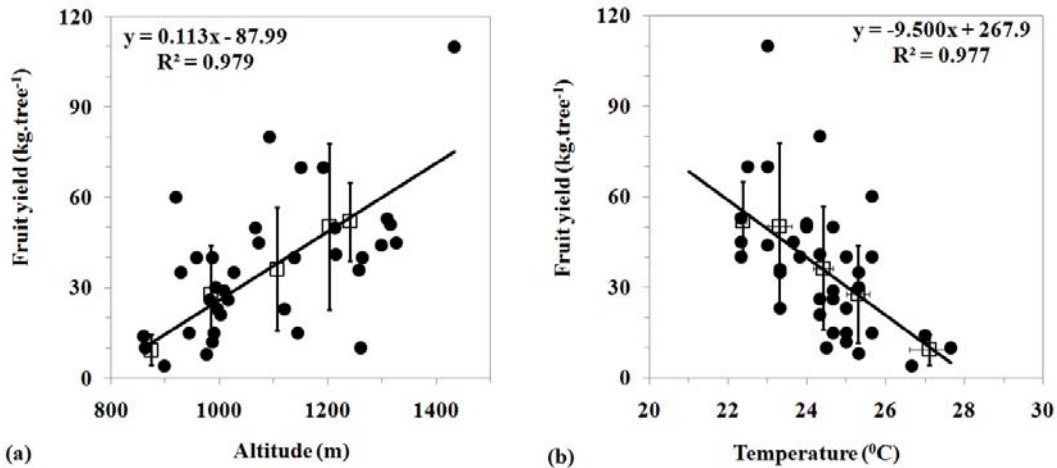 y = 0.113x - 87.99
R² = 0.979
Fruit yield (kg.tree⁻¹)
120
90
60
30
0
800
1000
1200
1400
(a)
Altitude (m)
y = -9.500x + 267.9
R² = 0.977
Fruit yield (kg.tree⁻¹)
120
90
60
30
0
20
22
24
26
28
30
(b)
Temperature (⁰C)